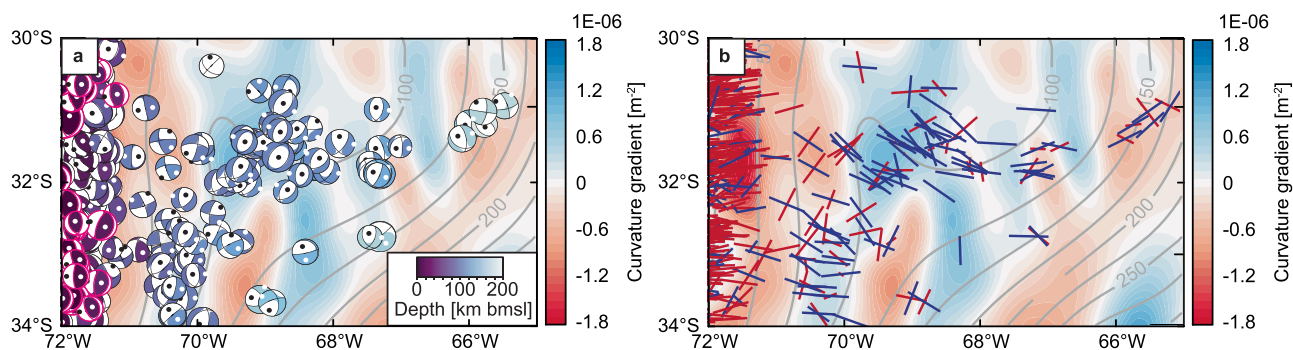 1E-06
1E-06
30°S
a
1.8
b
1.8
1.2
1.2
100
150
50
100
150
0.6
0.6
32°S
0
0
200
200
-0.6
-0.6
250
0 100 200
Depth [km bmsl]
-1.2
-1.2
34°S
-1.8
-1.8
72°W 70°W 68°W 66°W
72°W 70°W 68°W 66°W
Curvature gradient [m⁻²]
Curvature gradient [m⁻²]